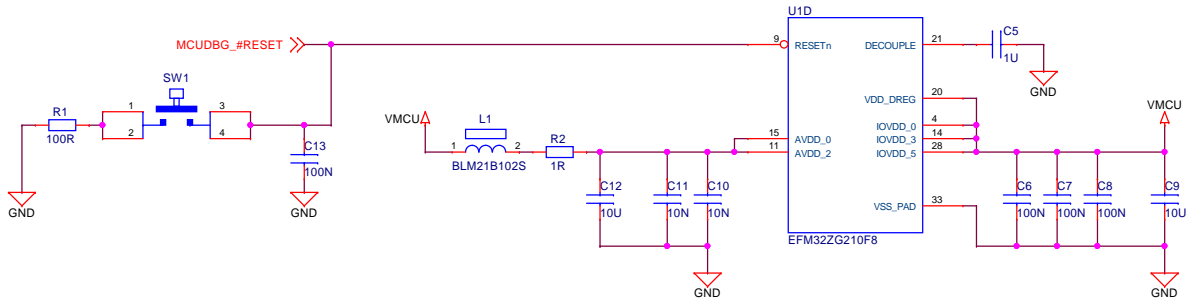 U1D
MCUDBG_#RESET
9
RESETn
DECOUPLE
21
C5
1U
GND
SW1
1
3
2
4
R1
100R
GND
C13
100N
GND
VMCU
L1
1
2
BLM21B102S
R2
1R
15
AVDD_0
11
AVDD_2
C12
10U
C11
10N
C10
10N
GND
VDD_DREG
20
IOVDD_0
4
IOVDD_3
14
IOVDD_5
28
VSS_PAD
33
EFM32ZG210F8
VMCU
C6
100N
C7
100N
C8
100N
C9
10U
GND